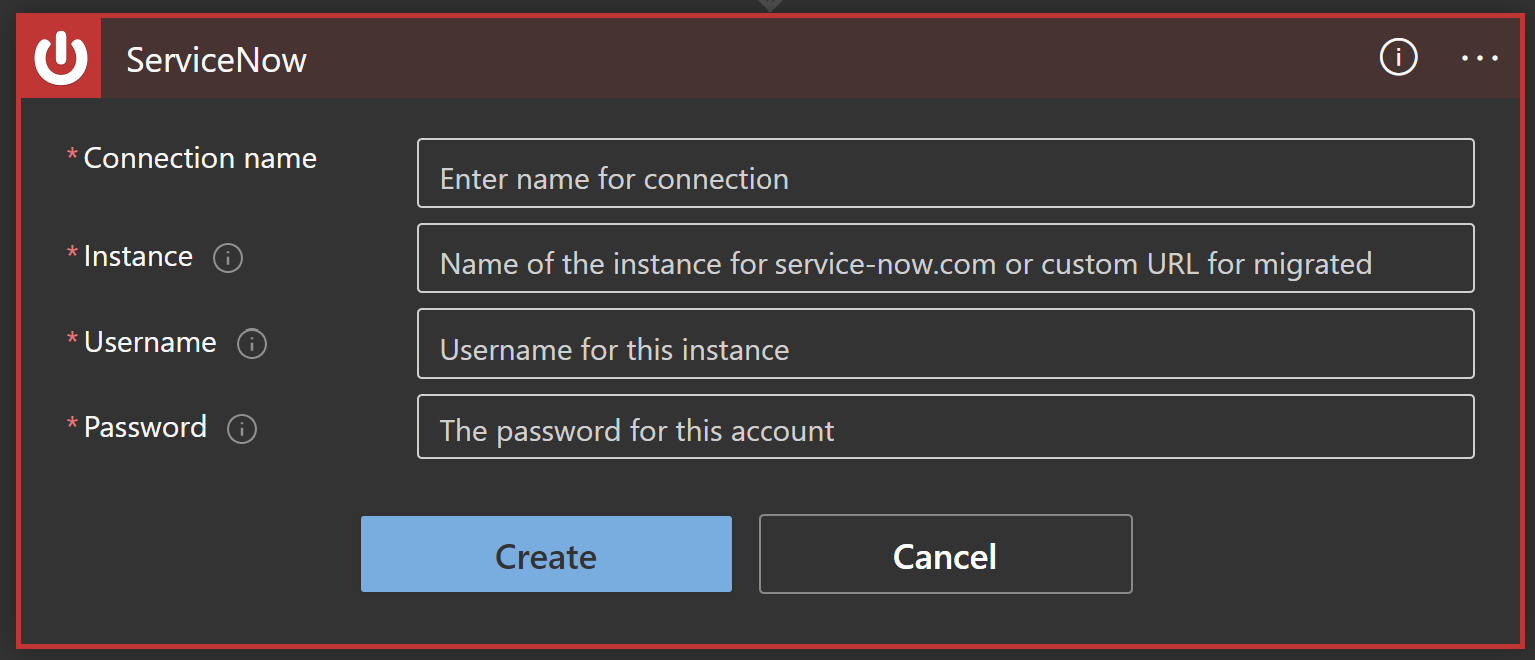 ServiceNow
* Connection name
Enter name for connection
* Instance
Name of the instance for service-now.com or custom URL for migrated
* Username
Username for this instance
* Password
The password for this account
Create
Cancel